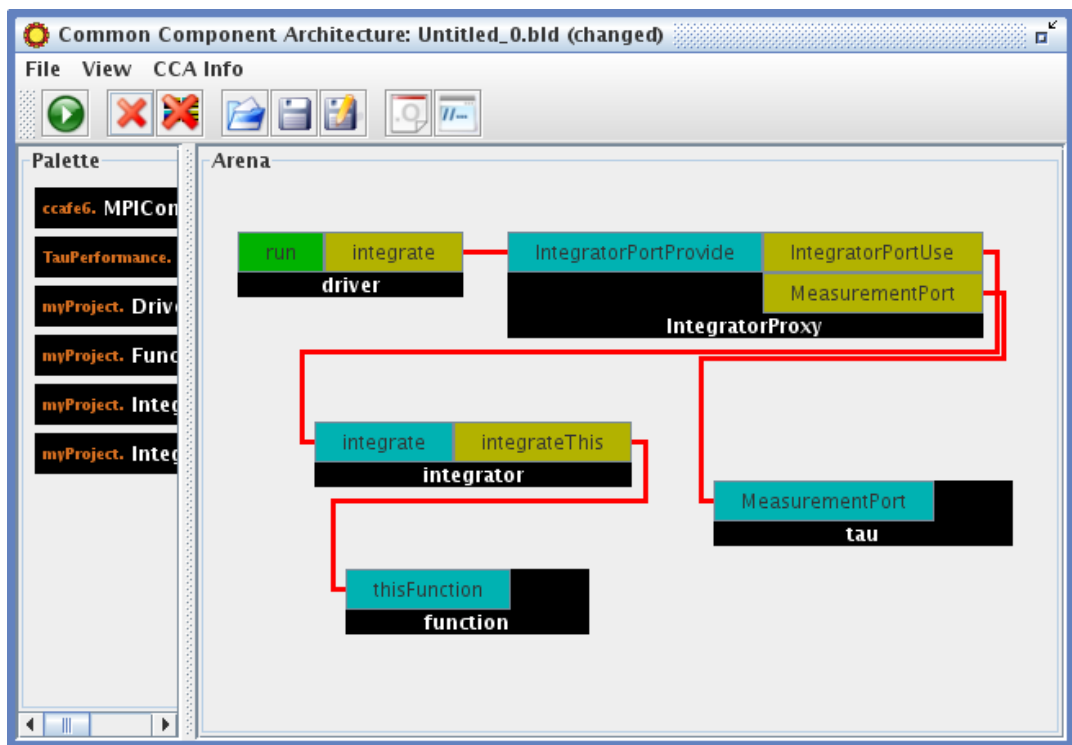 Common Component Architecture: Untitled_0.bld (changed)
File View CCA Info
Palette
Arena
ccafe6. MPICon
TauPerformance.
myProject. Drive
myProject. Func
myProject. Integ
myProject. Integ
run integrate
driver
IntegratorPortProvide IntegratorPortUse
MeasurementPort
IntegratorProxy
integrate integrateThis
integrator
MeasurementPort
tau
thisFunction
function